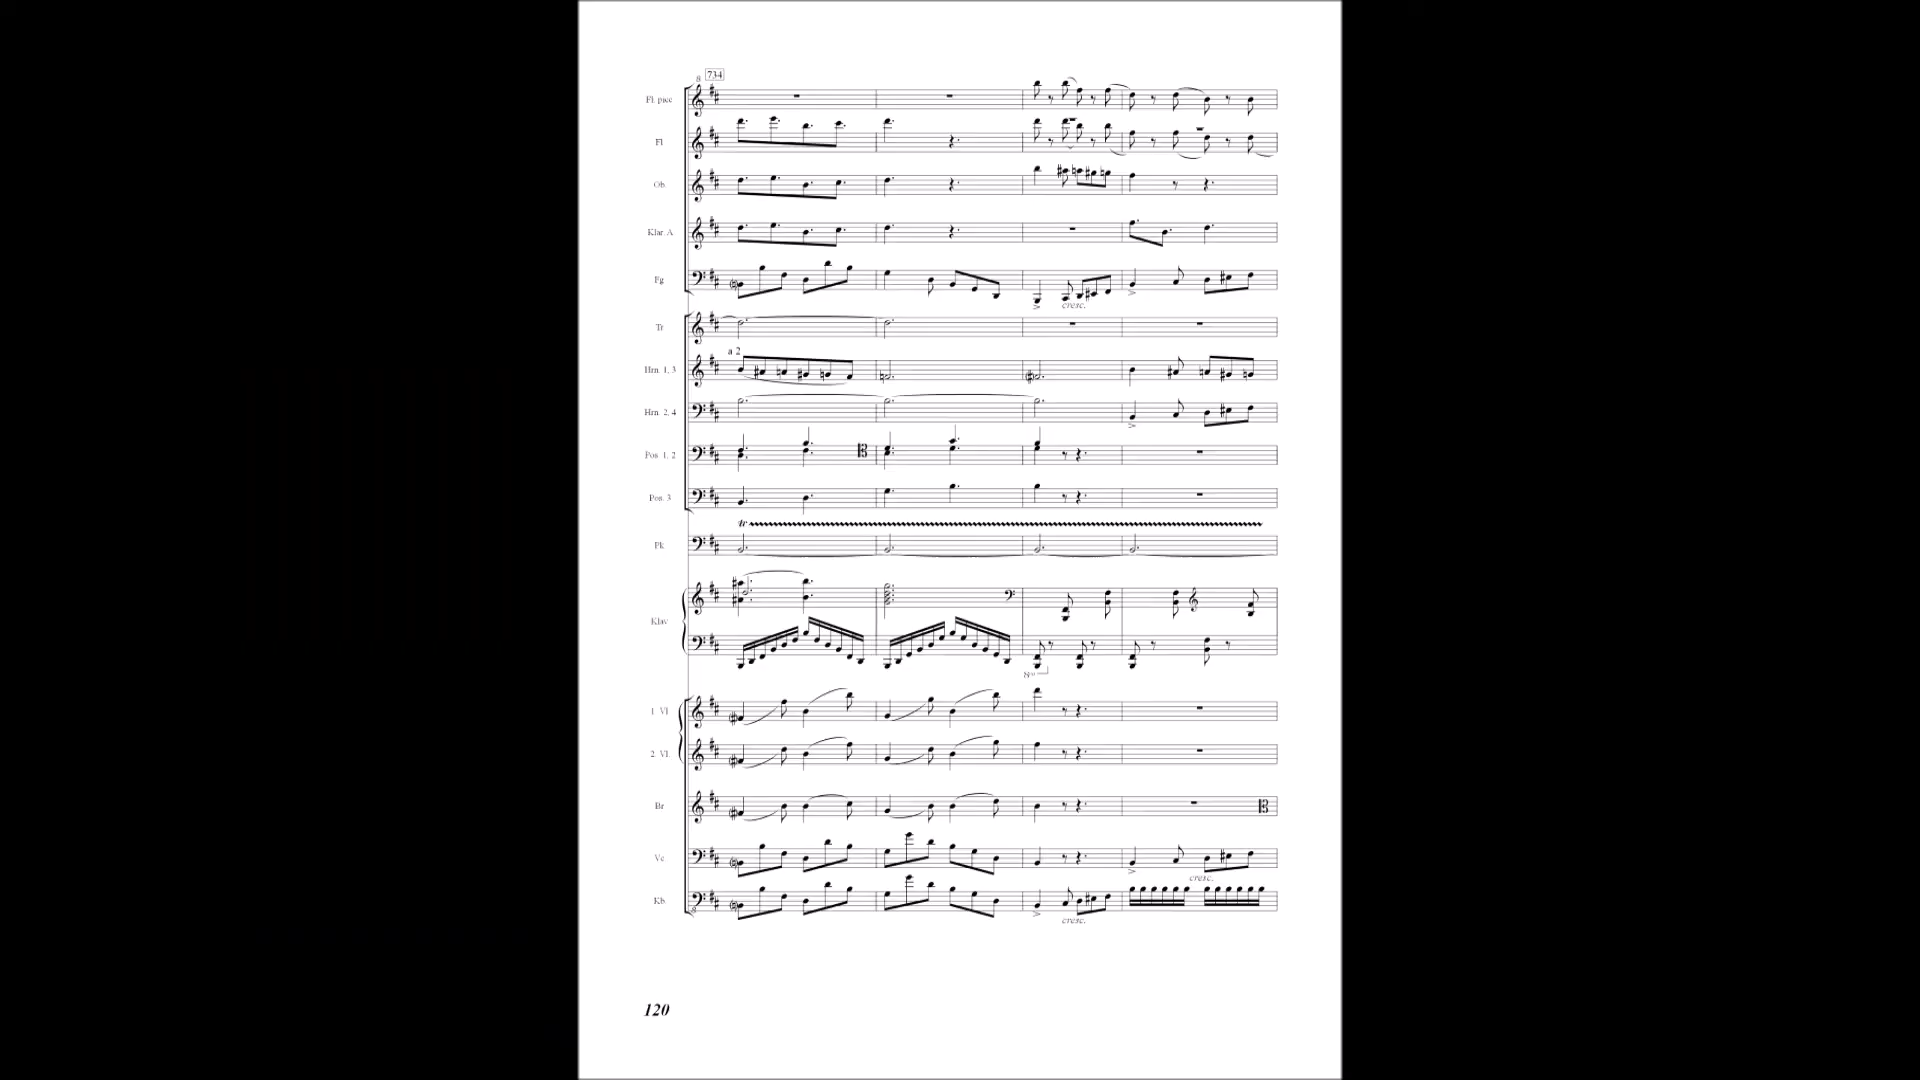 8 734
Fl. picc
Fl
Ob
Klar. A
Fg
cresc.
Tr
a 2
Hrn. 1, 3
Hrn. 2, 4
Pos. 1, 2
Pos. 3
tr
Pk
Klav
8va
1. Vl
2. Vl.
Br
Vc
cresc.
Kb
8
cresc.
120